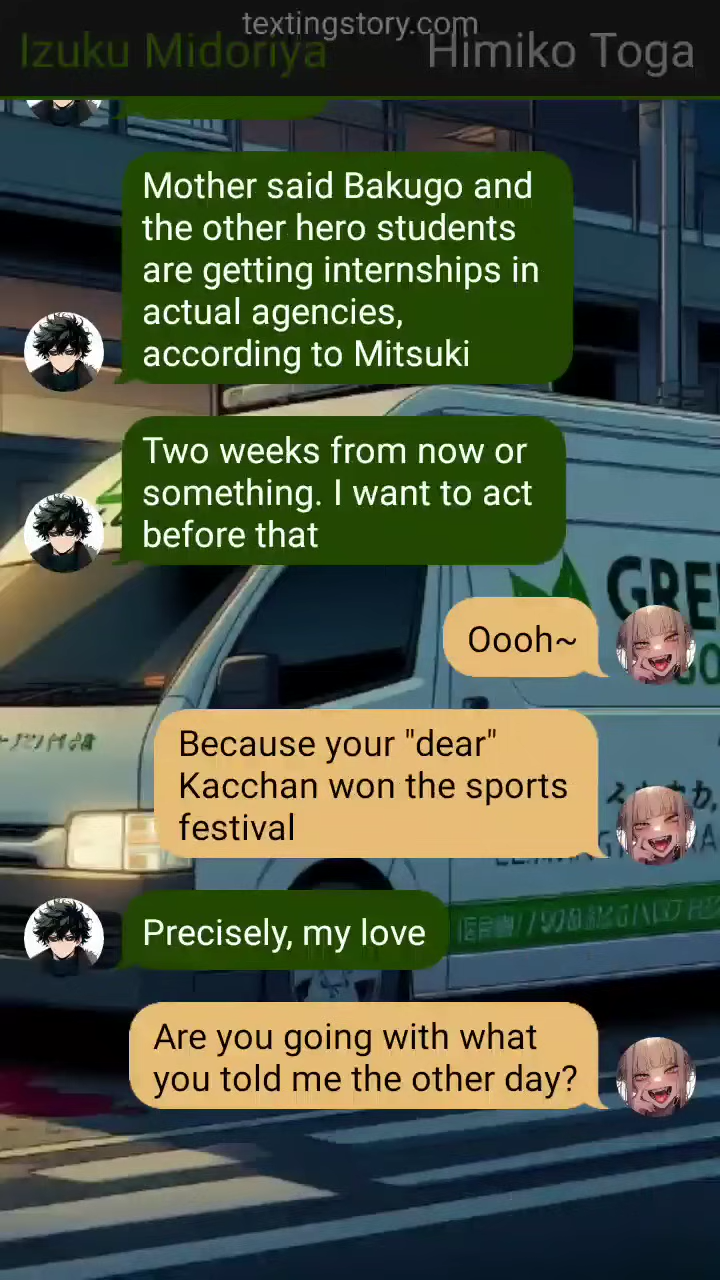 textingstory.com
Izuku Midoriya
Himiko Toga
Mother said Bakugo and
the other hero students
are getting internships in
actual agencies,
according to Mitsuki
Two weeks from now or
something. I want to act
before that
GRE
Oooh~
Because your "dear"
Kacchan won the sports
festival
Precisely, my love
Are you going with what
you told me the other day?